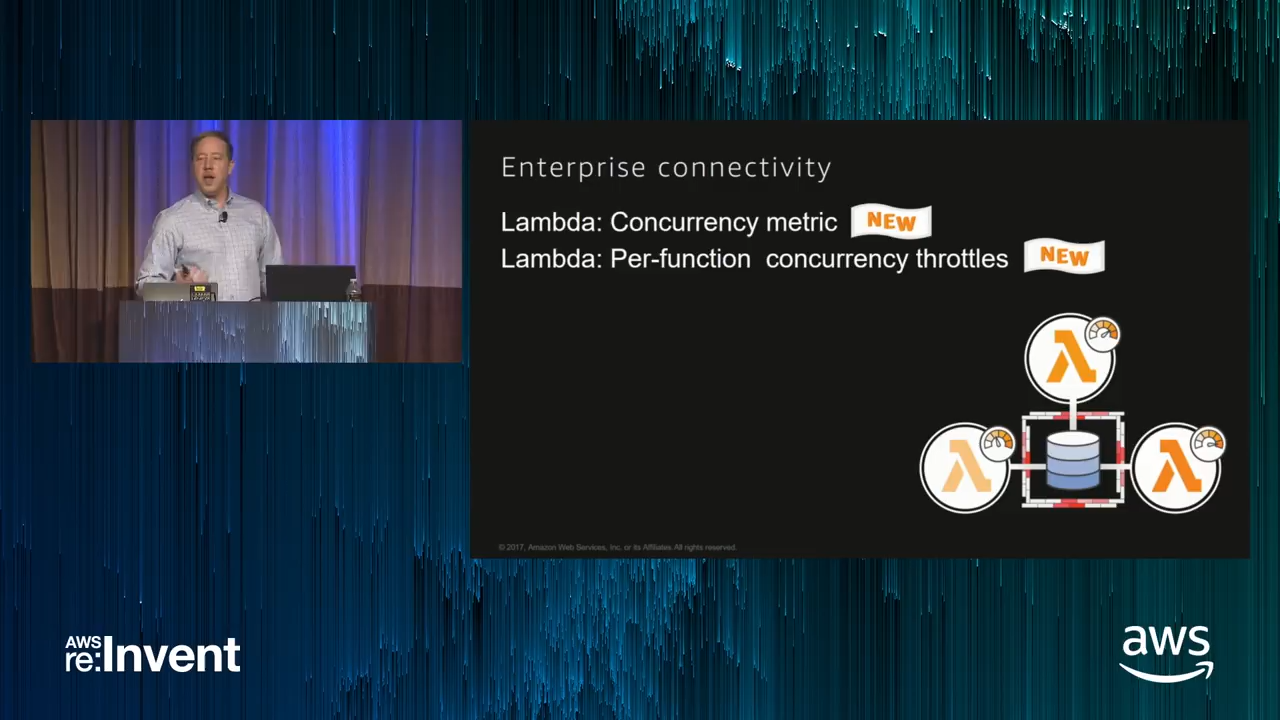 Enterprise connectivity
Lambda: Concurrency metric NEW
Lambda: Per-function concurrency throttles NEW
© 2017, Amazon Web Services, Inc. or its Affiliates. All rights reserved.
AWS
re:Invent
aws